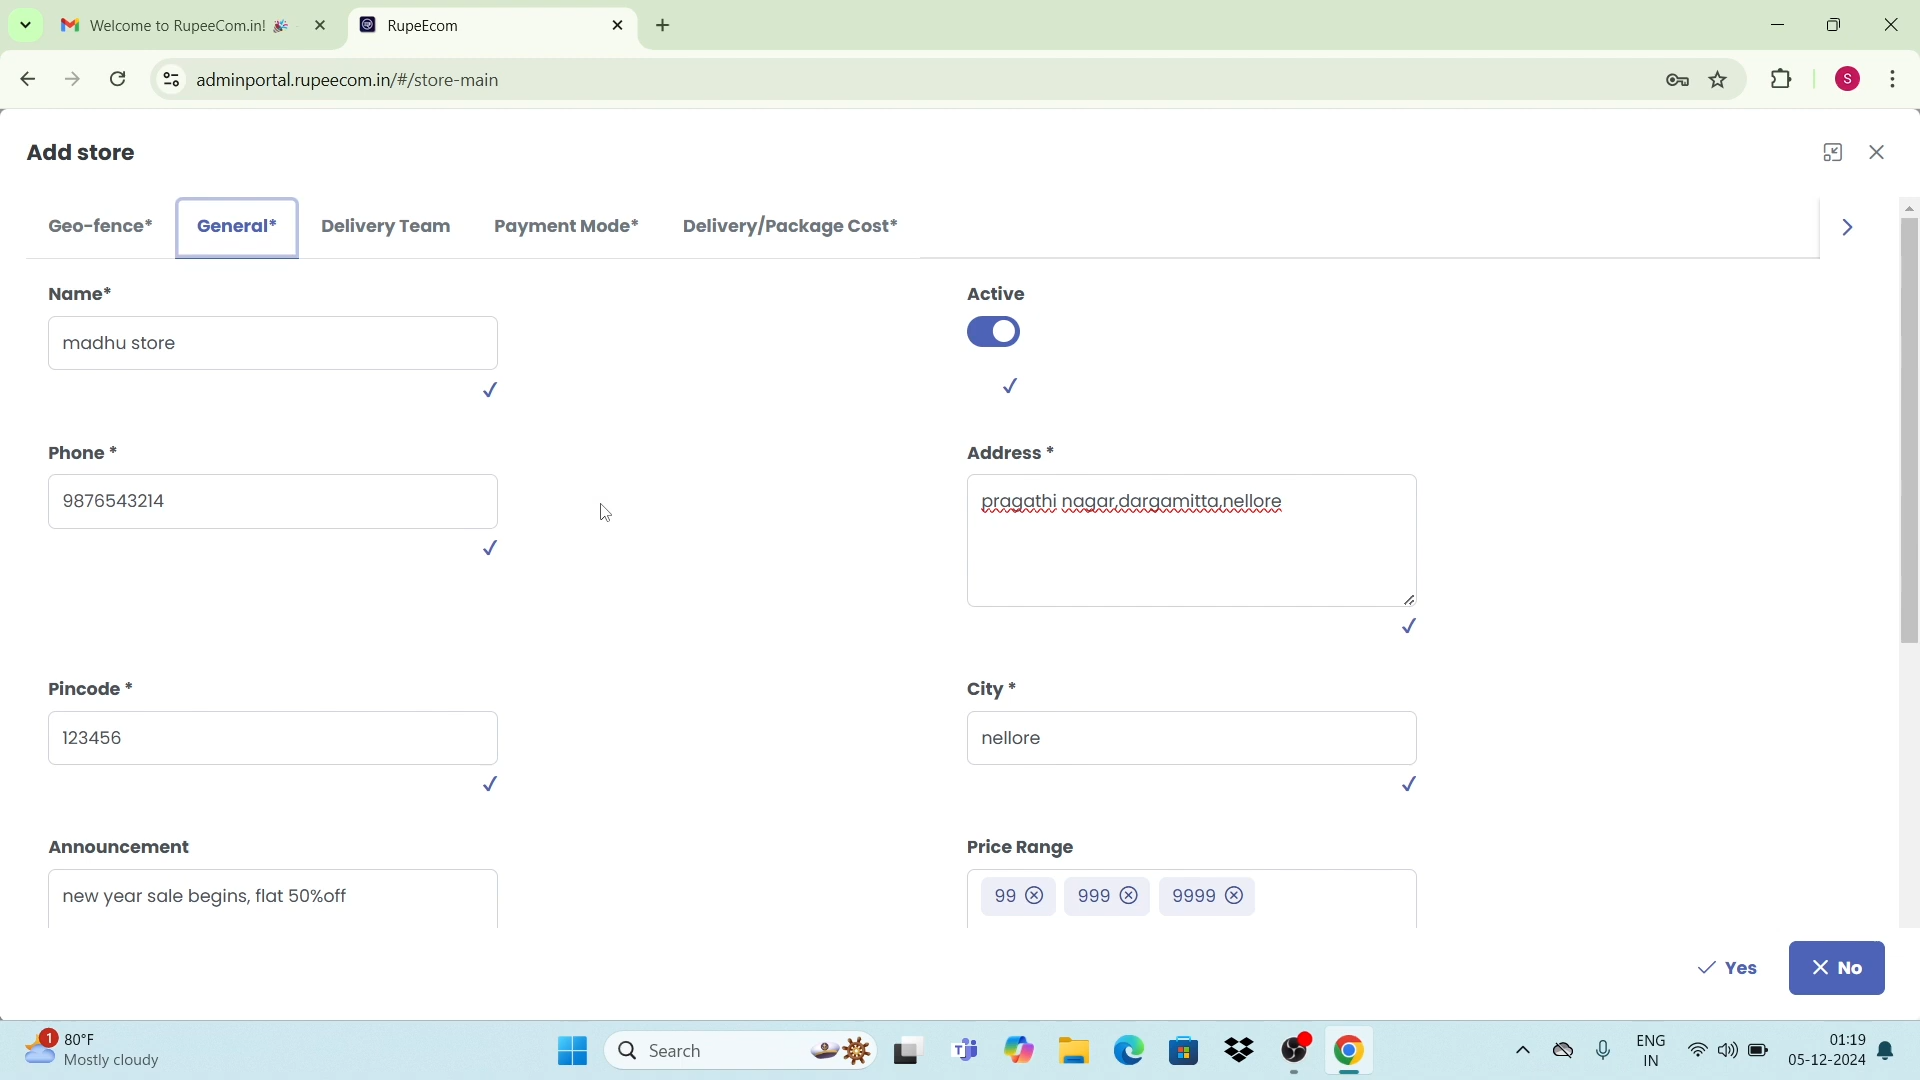 Welcome to RupeeCom.in! 🎉
RupeEcom
adminportal.rupeecom.in/#/store-main
S
Add store
Geo-fence* General* Delivery Team Payment Mode* Delivery/Package Cost*
Name* Active
madhu store
Phone * Address *
9876543214 pragathi nagar,dargamitta,nellore
Pincode * City *
123456 nellore
Announcement Price Range
new year sale begins, flat 50%off 99 999 9999
Yes No
1 80°F
Mostly cloudy
Search
ENG
IN
01:19
05-12-2024